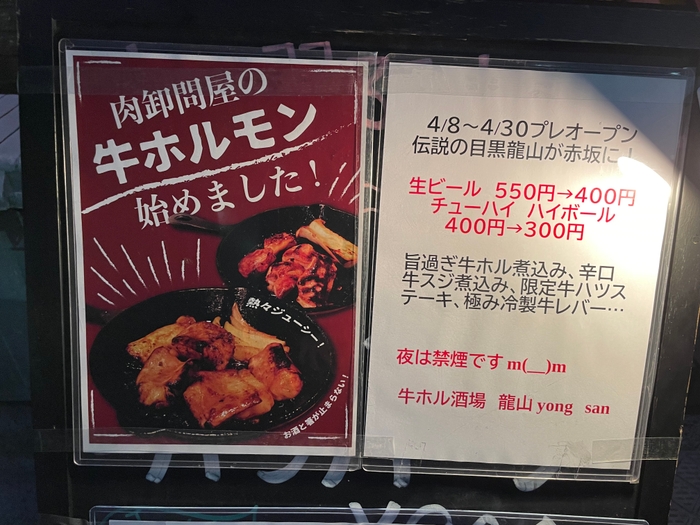 肉卸問屋の
牛ホルモン
始めました！
熱々ジューシー！
お酒と箸が止まらない！
4/8～4/30プレオープン
伝説の目黒龍山が赤坂に！
生ビール 550円→400円
チューハイ ハイボール
400円→300円
旨過ぎ牛ホル煮込み、辛口
牛スジ煮込み、限定牛ハツス
テーキ、極み冷製牛レバー…
夜は禁煙です m(__)m
牛ホル酒場 龍山 yong san